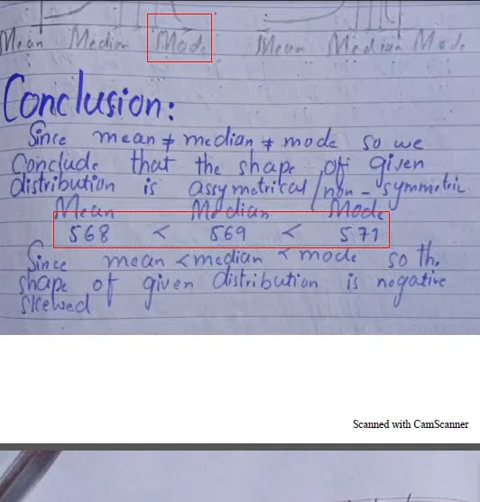 Mean Median Mode Mean Median Mode
Conclusion:
Since mean ≠ median ≠ mode so we
Conclude that the shape of given
distribution is assymetrical/non-symmetric
Mean Median Mode
568 < 569 < 571
Since mean < median < mode so th.
shape of given distribution is negative
skewed
Scanned with CamScanner